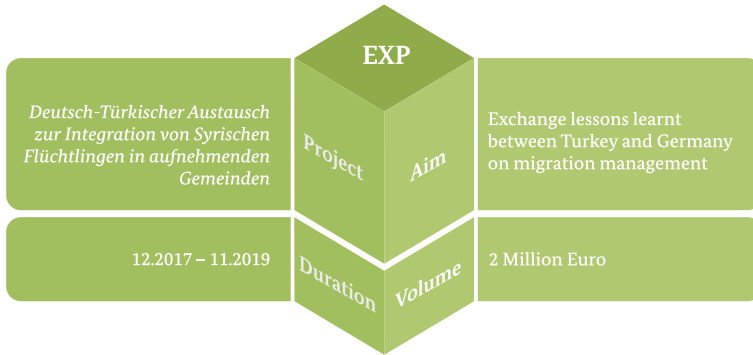 EXP
Deutsch-Türkischer Austausch
zur Integration von Syrischen
Flüchtlingen in aufnehmenden
Gemeinden
Project
Aim
Exchange lessons learnt
between Turkey and Germany
on migration management
12.2017 – 11.2019
Duration
Volume
2 Million Euro